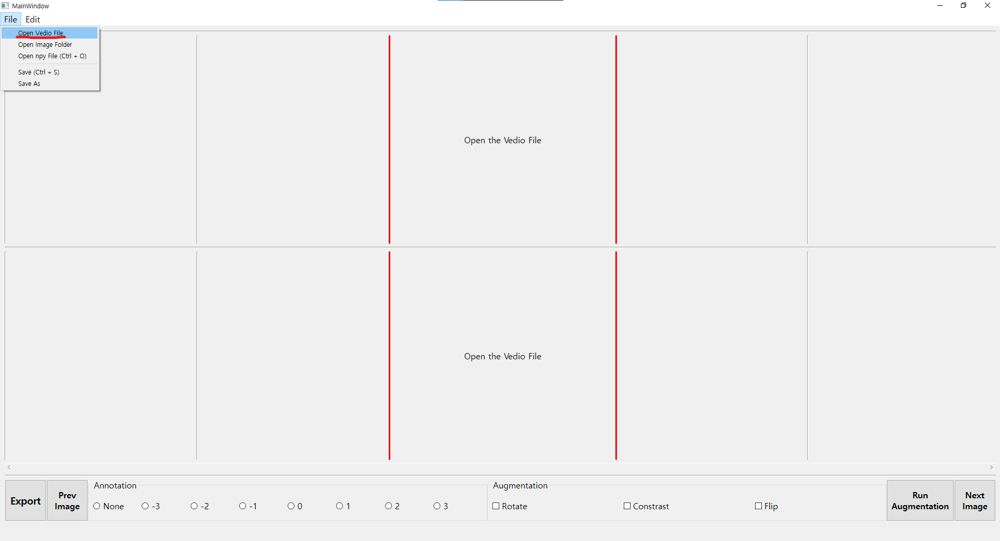 MainWindow
File Edit
Open Vedio File
Open Image Folder
Open npy File (Ctrl + O)
Save (Ctrl + S)
Save As
Open the Vedio File
Open the Vedio File
Export
Prev
Image
Annotation
None -3 -2 -1 0 1 2 3
Augmentation
Rotate Constrast Flip
Run
Augmentation
Next
Image